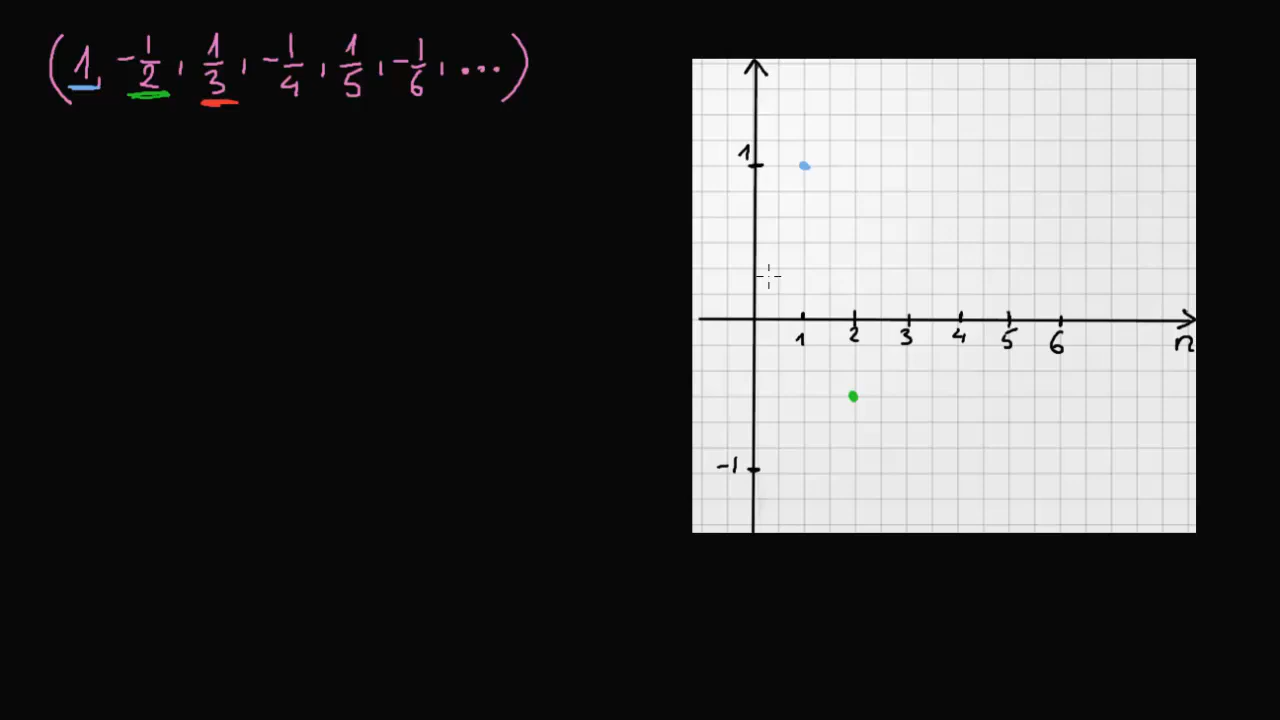 (1, -1/2, 1/3, -1/4, 1/5, -1/6, ...)
1
1 2 3 4 5 6 n
-1